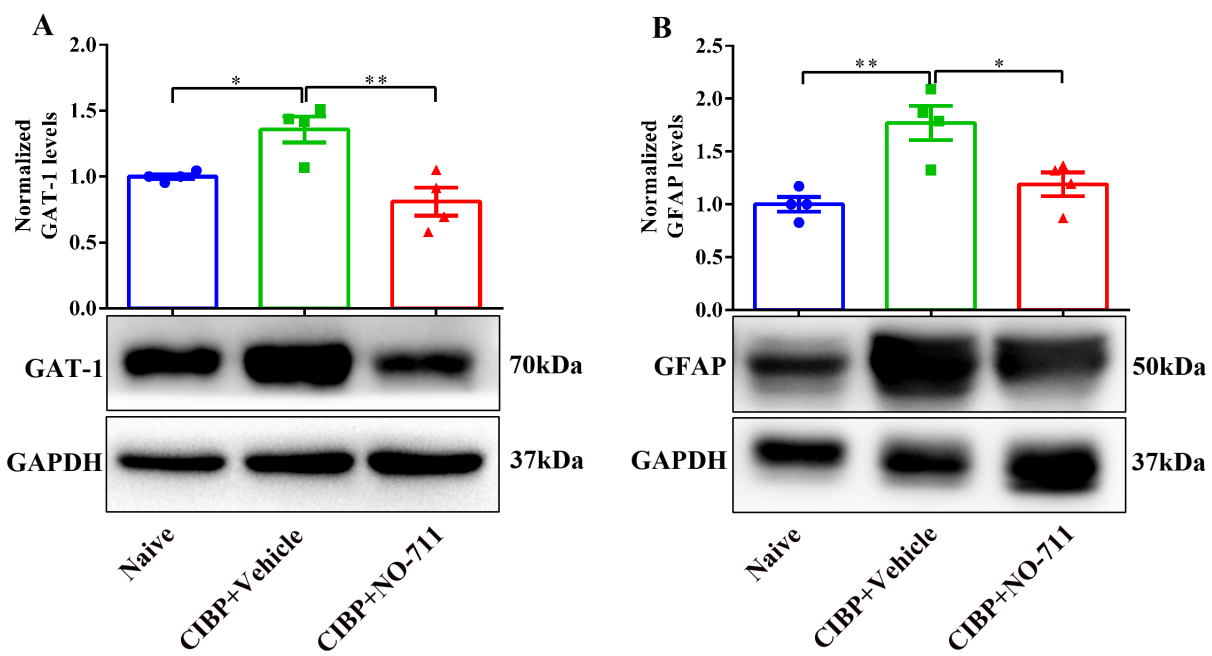 A
Normalized
GAT-1 levels
2.0
1.5
1.0
0.5
0.0
*
**
GAT-1
70kDa
GAPDH
37kDa
Naive
CIBP+Vehicle
CIBP+NO-711
B
Normalized
GFAP levels
2.5
2.0
1.5
1.0
0.5
0.0
**
*
GFAP
50kDa
GAPDH
37kDa
Naive
CIBP+Vehicle
CIBP+NO-711